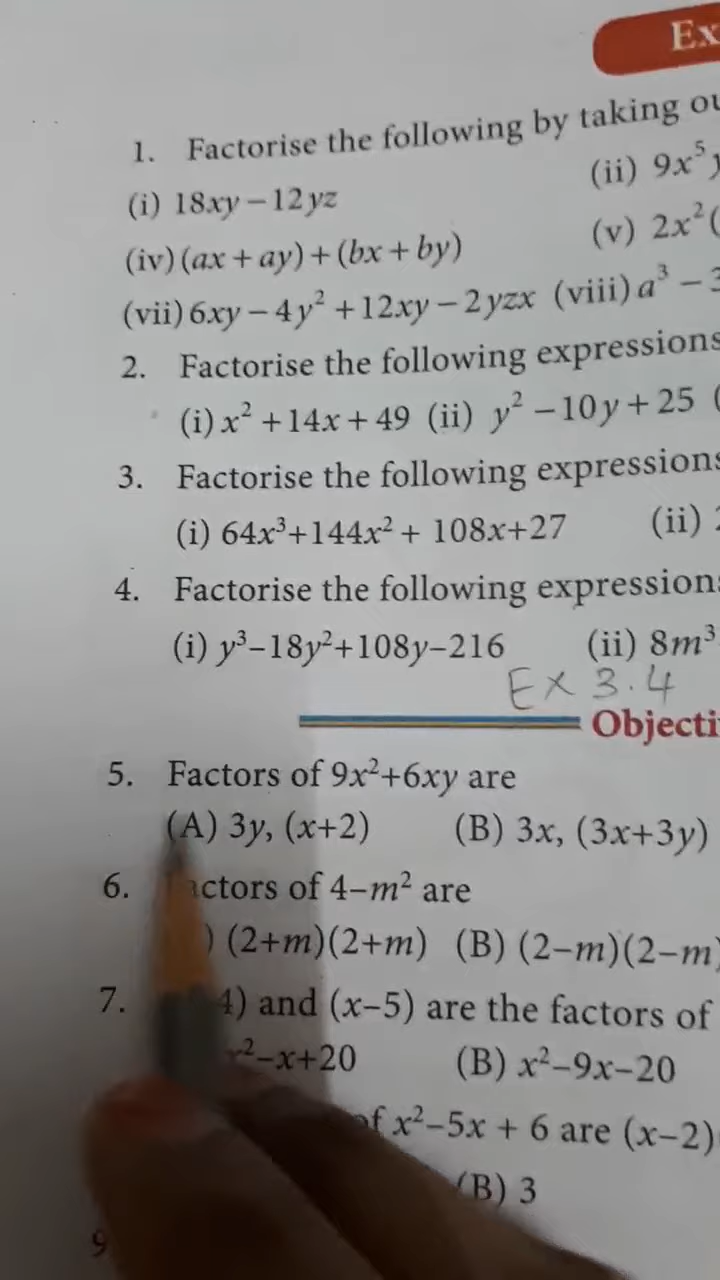 Ex
1. Factorise the following by taking
(i) 18xy – 12yz (ii) 9x⁵
(iv) (ax + ay) + (bx + by) (v) 2x² (
(vii) 6xy – 4y² + 12xy – 2yzx (viii) a³ –
2. Factorise the following expressions
(i) x² + 14x + 49 (ii) y² – 10y + 25 (
3. Factorise the following expressions
(i) 64x³+144x² + 108x+27 (ii)
4. Factorise the following expression
(i) y³–18y²+108y–216 (ii) 8m³
Ex 3.4
Objecti
5. Factors of 9x²+6xy are
(A) 3y, (x+2) (B) 3x, (3x+3y)
6. actors of 4–m² are
) (2+m)(2+m) (B) (2–m)(2–m)
7. 4) and (x–5) are the factors of
²–x+20 (B) x²–9x–20
of x²–5x + 6 are (x–2)
(B) 3
9